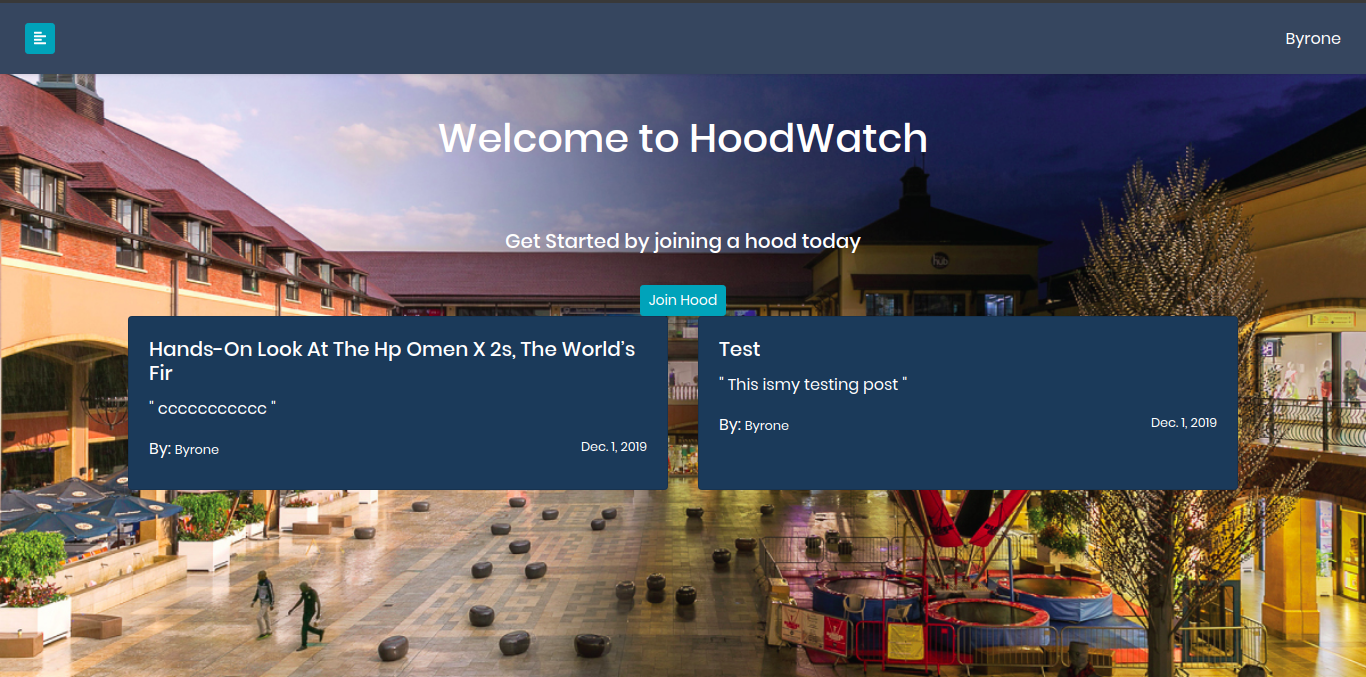 Byrone
Welcome to HoodWatch
Get Started by joining a hood today
hub
Join Hood
Hands-On Look At The Hp Omen X 2s, The World’s
Fir
" ccccccccccc "
By: Byrone
Dec. 1, 2019
Test
" This ismy testing post "
By: Byrone
Dec. 1, 2019